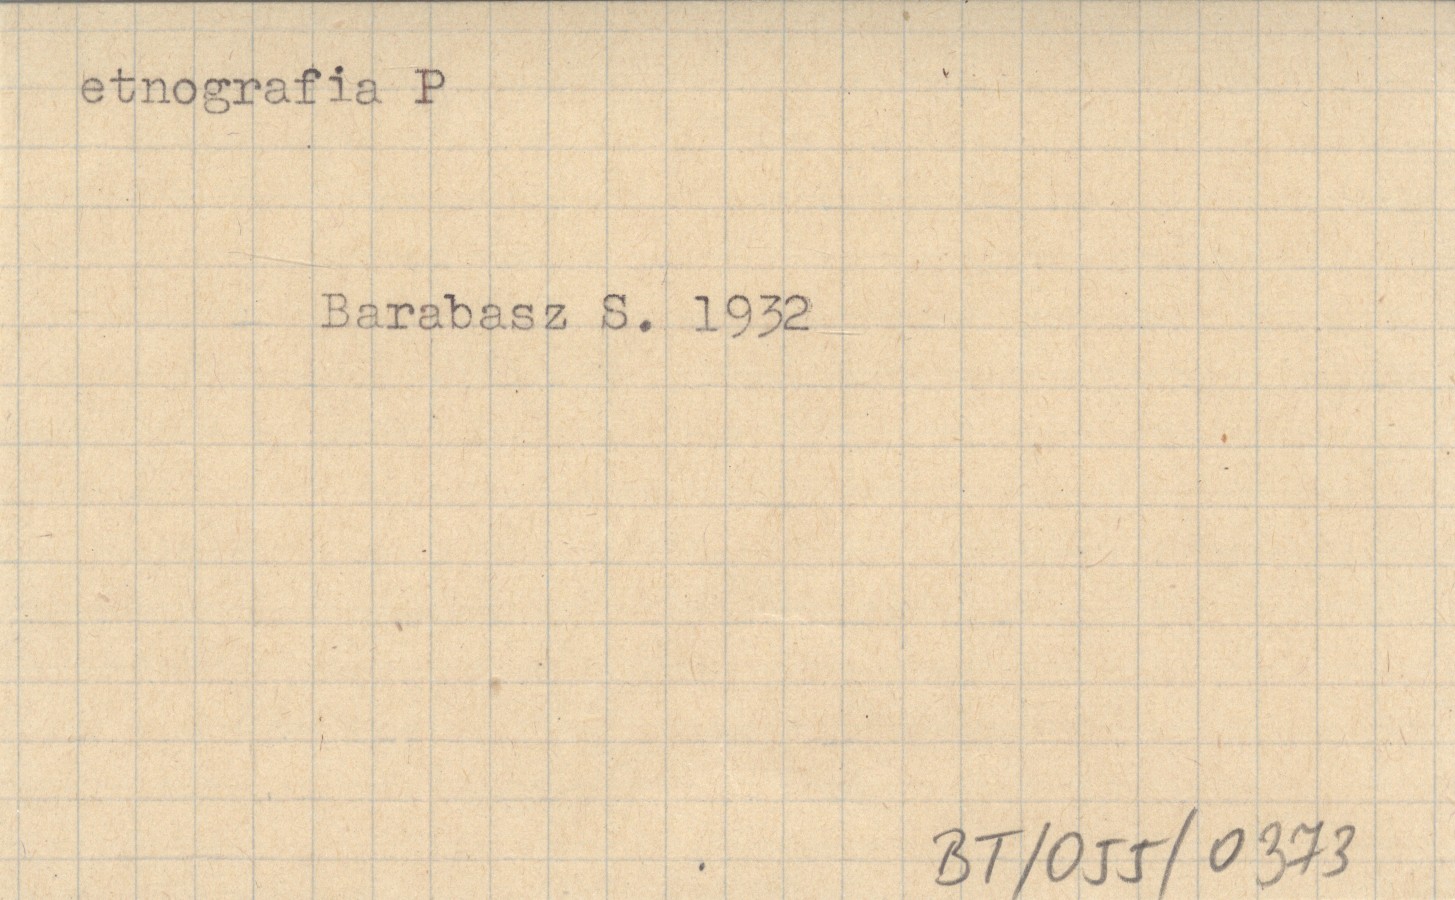 etnografia P
Barabasz S. 1932
BT/055/0373